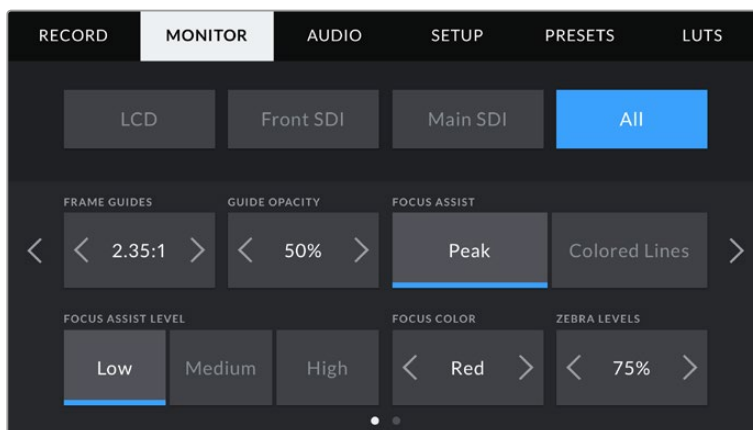 RECORD MONITOR AUDIO SETUP PRESETS LUTS
LCD Front SDI Main SDI All
FRAME GUIDES GUIDE OPACITY FOCUS ASSIST
2.35:1 50% Peak Colored Lines
FOCUS ASSIST LEVEL FOCUS COLOR ZEBRA LEVELS
Low Medium High Red 75%